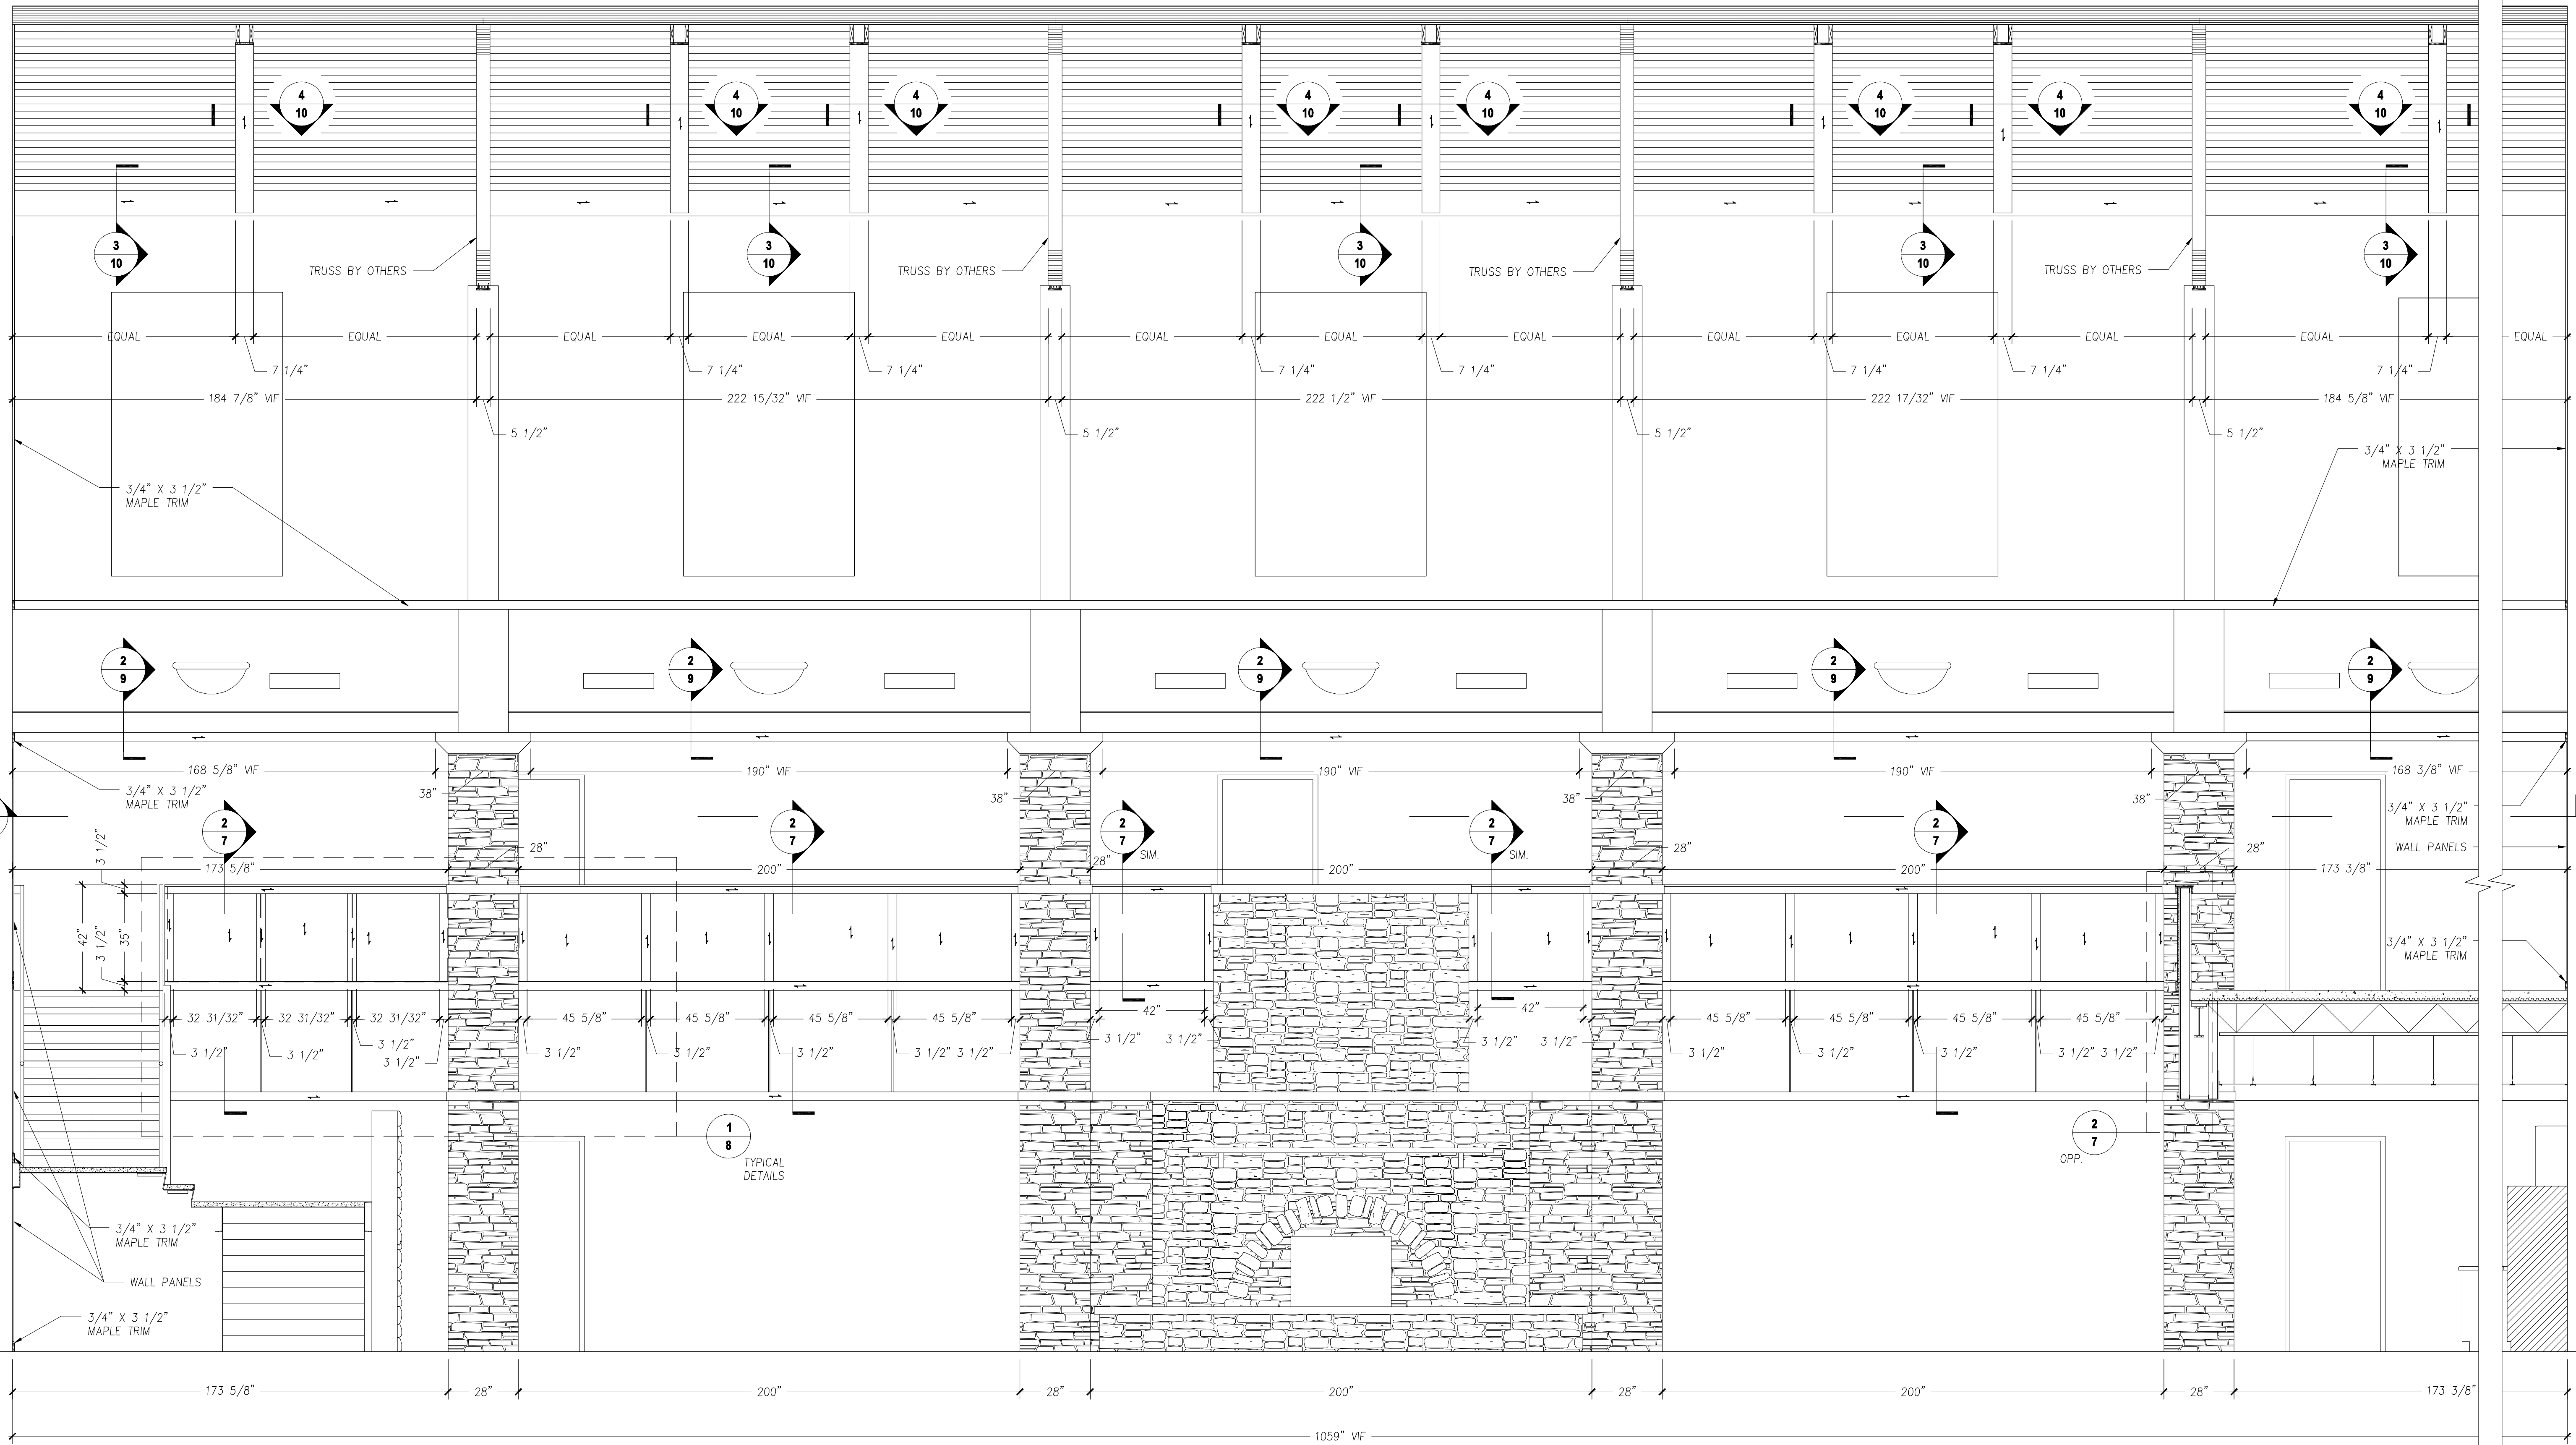 4 4 4 4 4 4 4 4
10 10 10 10 10 10 10 10
3 3 3 3 3
10 10 10 10 10
TRUSS BY OTHERS TRUSS BY OTHERS TRUSS BY OTHERS TRUSS BY OTHERS
EQUAL EQUAL EQUAL EQUAL EQUAL EQUAL EQUAL EQUAL EQUAL EQUAL EQUAL EQUAL EQUAL
7 1/4" 7 1/4" 7 1/4" 7 1/4" 7 1/4" 7 1/4" 7 1/4" 7 1/4"
184 7/8" VIF 222 15/32" VIF 222 1/2" VIF 222 17/32" VIF 184 5/8" VIF
5 1/2" 5 1/2" 5 1/2" 5 1/2"
3/4" X 3 1/2"
MAPLE TRIM
3/4" X 3 1/2"
MAPLE TRIM
2 2 2 2 2
9 9 9 9 9
168 5/8" VIF 190" VIF 190" VIF 190" VIF 168 3/8" VIF
3/4" X 3 1/2"
MAPLE TRIM
38" 38" 38" 38"
3/4" X 3 1/2"
MAPLE TRIM
2 2 2 2 2
7 7 7 7 7
SIM. SIM.
WALL PANELS
3 1/2"
28" 28" 28" 28"
173 5/8" 200" 200" 200" 173 3/8"
42" 3 1/2" 35"
3/4" X 3 1/2"
MAPLE TRIM
42" 42"
32 31/32" 32 31/32" 32 31/32" 45 5/8" 45 5/8" 45 5/8" 45 5/8" 45 5/8" 45 5/8" 45 5/8" 45 5/8"
3 1/2" 3 1/2" 3 1/2" 3 1/2"
3 1/2" 3 1/2" 3 1/2" 3 1/2" 3 1/2" 3 1/2" 3 1/2" 3 1/2" 3 1/2" 3 1/2" 3 1/2" 3 1/2" 3 1/2"
3 1/2"
1
8
TYPICAL
DETAILS
2
7
OPP.
3/4" X 3 1/2"
MAPLE TRIM
WALL PANELS
3/4" X 3 1/2"
MAPLE TRIM
173 5/8" 28" 200" 28" 200" 28" 200" 28" 173 3/8"
1059" VIF